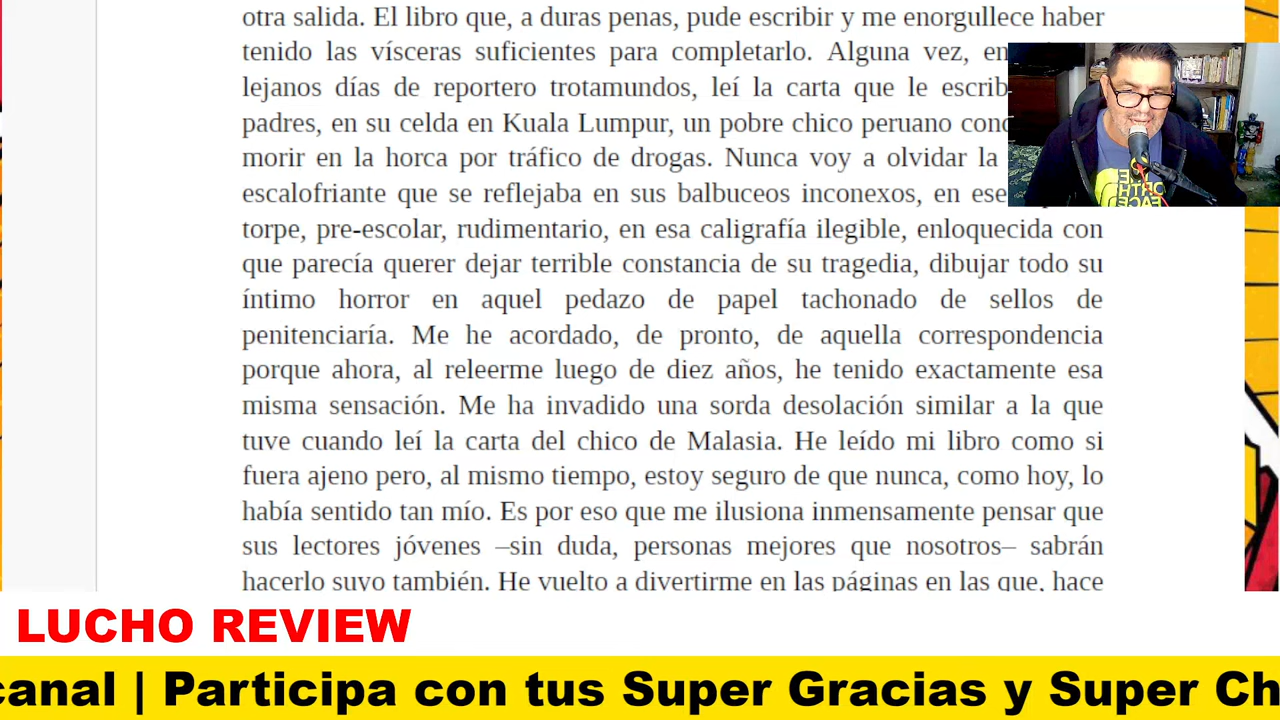 otra salida. El libro que, a duras penas, pude escribir y me enorgullece haber
tenido las vísceras suficientes para completarlo. Alguna vez, en
lejanos días de reportero trotamundos, leí la carta que le escrib
padres, en su celda en Kuala Lumpur, un pobre chico peruano con
morir en la horca por tráfico de drogas. Nunca voy a olvidar la
escalofriante que se reflejaba en sus balbuceos inconexos, en ese
torpe, pre-escolar, rudimentario, en esa caligrafía ilegible, enloquecida con
que parecía querer dejar terrible constancia de su tragedia, dibujar todo su
íntimo horror en aquel pedazo de papel tachonado de sellos de
penitenciaría. Me he acordado, de pronto, de aquella correspondencia
porque ahora, al releerme luego de diez años, he tenido exactamente esa
misma sensación. Me ha invadido una sorda desolación similar a la que
tuve cuando leí la carta del chico de Malasia. He leído mi libro como si
fuera ajeno pero, al mismo tiempo, estoy seguro de que nunca, como hoy, lo
había sentido tan mío. Es por eso que me ilusiona inmensamente pensar que
sus lectores jóvenes –sin duda, personas mejores que nosotros– sabrán
hacerlo suyo también. He vuelto a divertirme en las páginas en las que, hace
LUCHO REVIEW
canal | Participa con tus Super Gracias y Super Ch